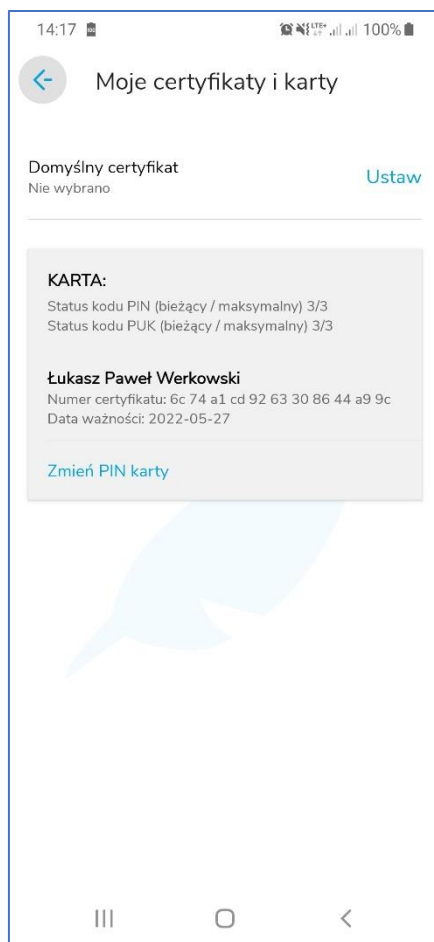 14:17 LTE+ 100%
Moje certyfikaty i karty
Domyślny certyfikat
Nie wybrano
Ustaw
KARTA:
Status kodu PIN (bieżący / maksymalny) 3/3
Status kodu PUK (bieżący / maksymalny) 3/3
Łukasz Paweł Werkowski
Numer certyfikatu: 6c 74 a1 cd 92 63 30 86 44 a9 9c
Data ważności: 2022-05-27
Zmień PIN karty